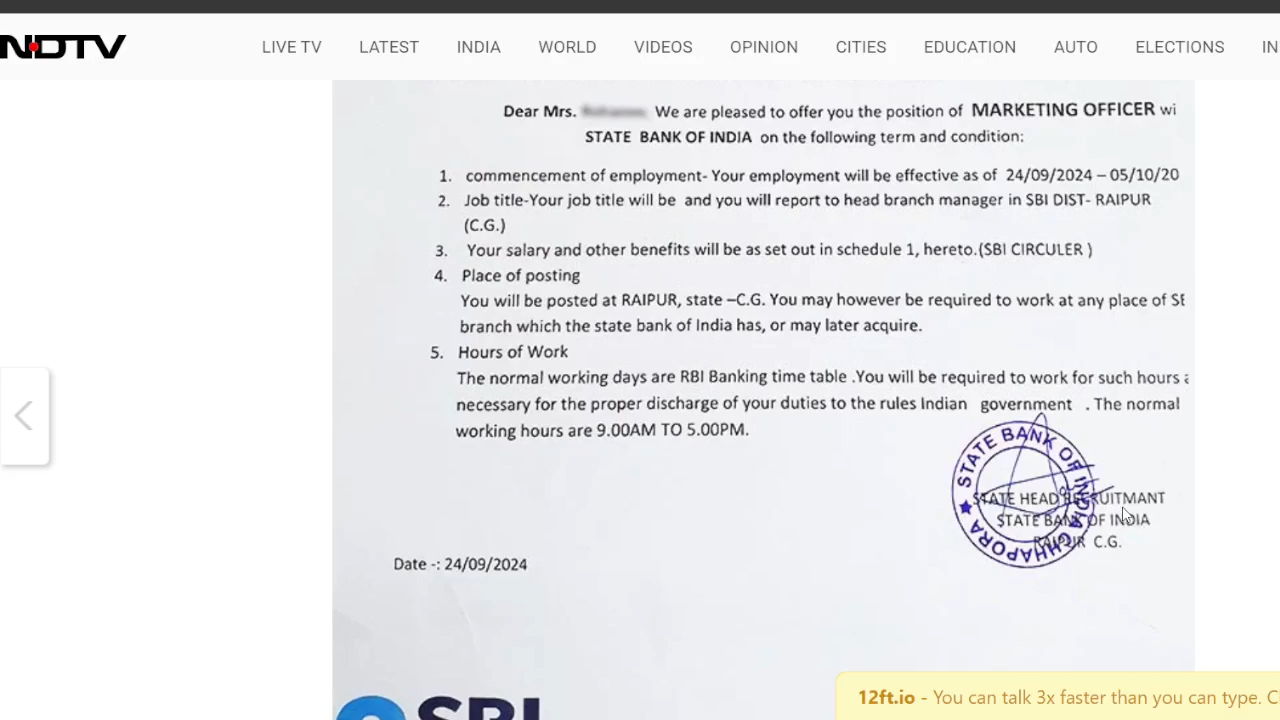 NDTV
LIVE TV LATEST INDIA WORLD VIDEOS OPINION CITIES EDUCATION AUTO ELECTIONS IN
Dear Mrs. We are pleased to offer you the position of MARKETING OFFICER wi
STATE BANK OF INDIA on the following term and condition:
1. commencement of employment- Your employment will be effective as of 24/09/2024 – 05/10/20
2. Job title-Your job title will be and you will report to head branch manager in SBI DIST- RAIPUR
(C.G.)
3. Your salary and other benefits will be as set out in schedule 1, hereto.(SBI CIRCULER )
4. Place of posting
You will be posted at RAIPUR, state –C.G. You may however be required to work at any place of SE
branch which the state bank of India has, or may later acquire.
5. Hours of Work
The normal working days are RBI Banking time table .You will be required to work for such hours a
necessary for the proper discharge of your duties to the rules Indian government . The normal
working hours are 9.00AM TO 5.00PM.
STATE BANK OF INDIA CHHAPORA
STATE HEAD RECRUITMANT
STATE BANK OF INDIA
RAIPUR C.G.
Date -: 24/09/2024
SBI
12ft.io - You can talk 3x faster than you can type. C